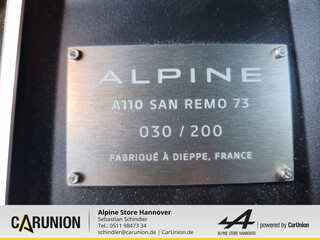 ALPINE
A110 SAN REMO 73
030 / 200
FABRIQUÉ À DIEPPE, FRANCE
CARUNION
Alpine Store Hannover
Sebastian Schindler
Tel.: 0511 98473 34
schindler@carunion.de | CarUnion.de
ALPINE STORE HANNOVER
powered by CarUnion